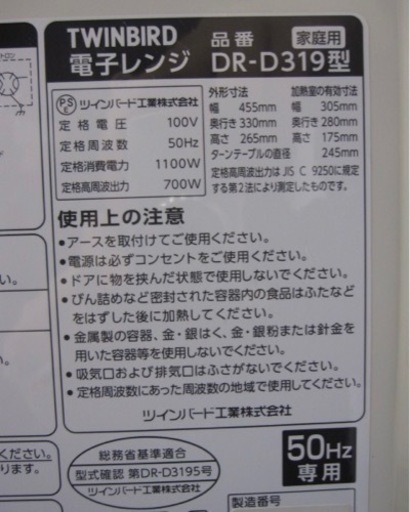 TWINBIRD 品番 家庭用
電子レンジ DR-D319型
PSE ツインバード工業株式会社
定格電圧 100V
定格周波数 50Hz
定格消費電力 1100W
定格高周波出力 700W
外形寸法
幅 455mm
奥行き 330mm
高さ 265mm
加熱室の有効寸法
幅 305mm
奥行き 280mm
高さ 175mm
ターンテーブルの直径 245mm
定格高周波出力はJIS C 9250に規定
する第2法により測定したものです。
使用上の注意
●アースを取付けてご使用ください。
●電源は必ずコンセントをご使用ください。
●ドアに物を挟んだ状態で使用しないでください。
●びん詰めなど密封された容器内の食品はふたなど
をはずした後に加熱してください。
●金属製の容器、金・銀はく、金・銀粉または針金を
用いた容器等を使用しないでください。
●吸気口および排気口はふさがないでください。
●定格周波数にあった周波数の地域で使用してください。
ツインバード工業株式会社
総務省基準適合
型式確認 第DR-D3195号
ツインバード工業株式会社
50Hz
専用
製造番号
い。
ください。
ります。